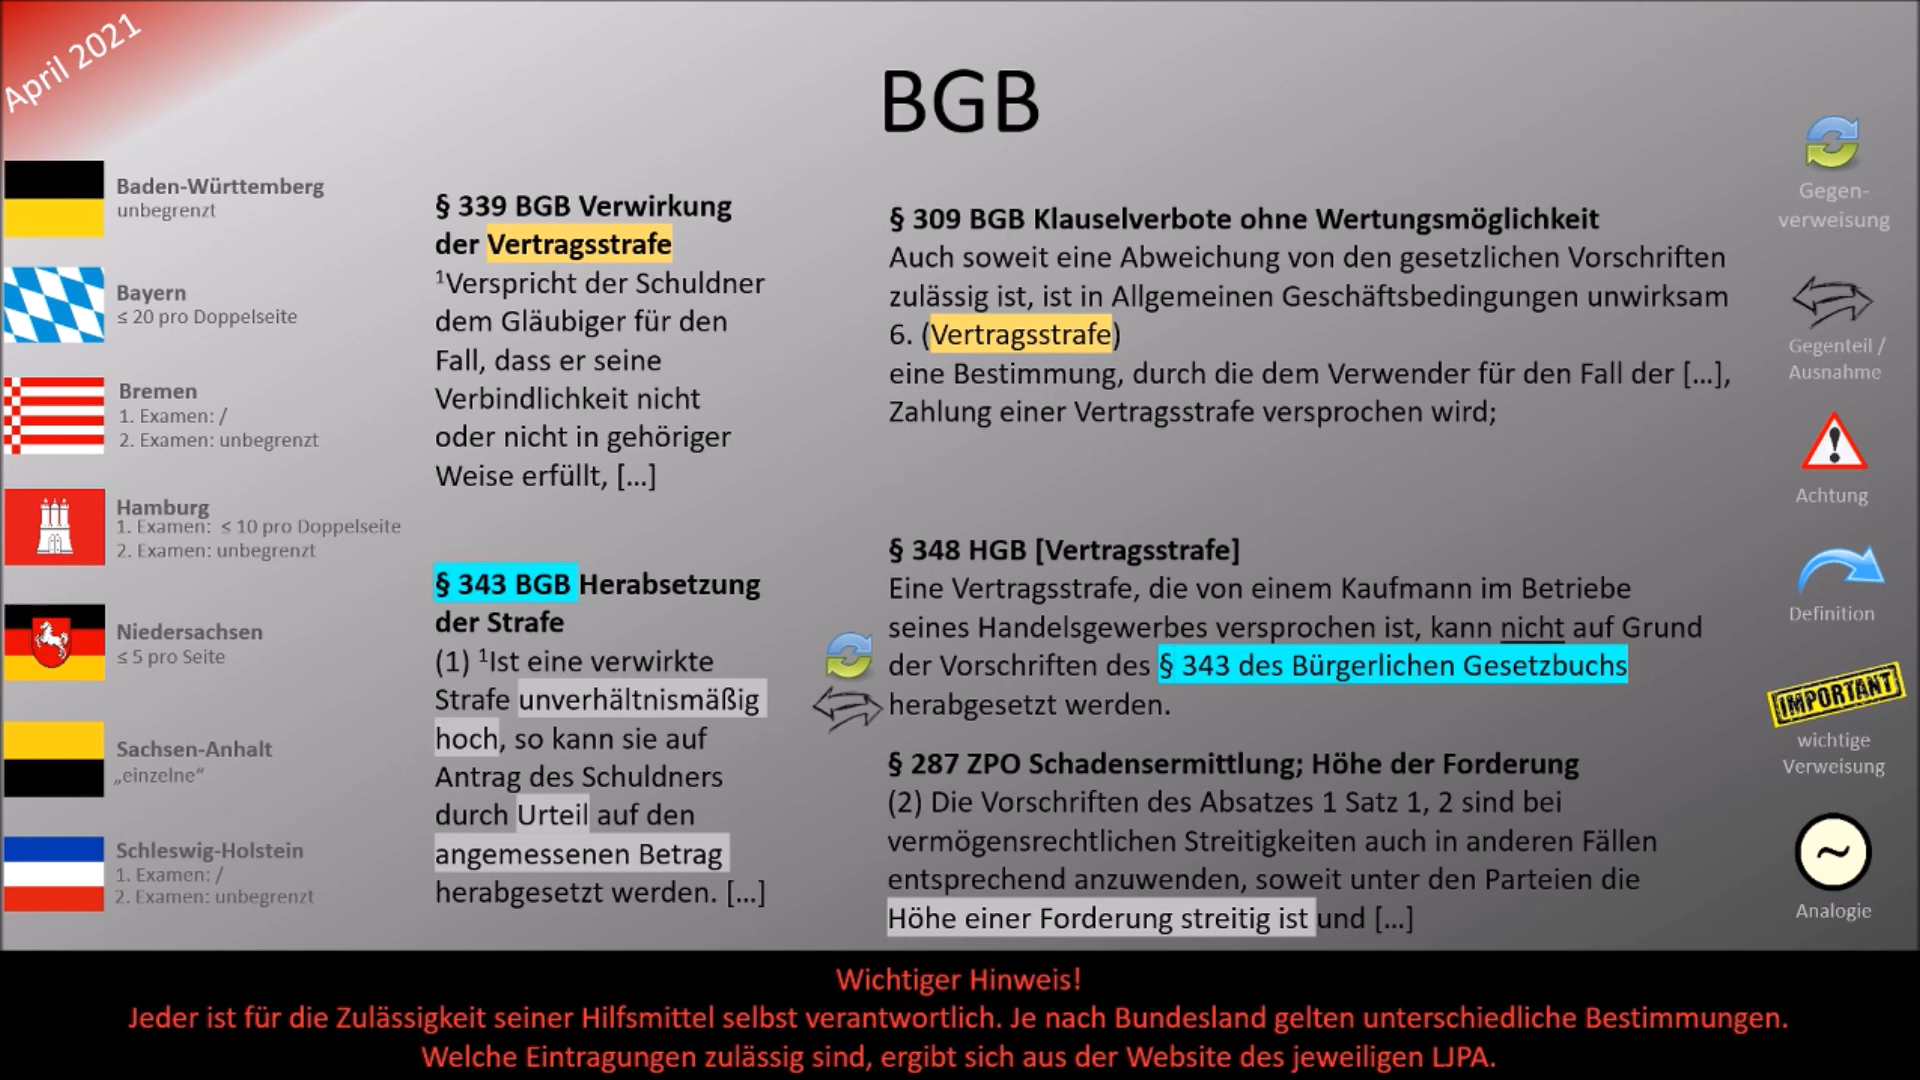 April 2021
BGB
Baden-Württemberg
unbegrenzt
Bayern
≤ 20 pro Doppelseite
Bremen
1. Examen: /
2. Examen: unbegrenzt
Hamburg
1. Examen: ≤ 10 pro Doppelseite
2. Examen: unbegrenzt
Niedersachsen
≤ 5 pro Seite
Sachsen-Anhalt
„einzelne“
Schleswig-Holstein
1. Examen: /
2. Examen: unbegrenzt
§ 339 BGB Verwirkung
der Vertragsstrafe
¹Verspricht der Schuldner
dem Gläubiger für den
Fall, dass er seine
Verbindlichkeit nicht
oder nicht in gehöriger
Weise erfüllt, [...]
§ 343 BGB Herabsetzung
der Strafe
(1) ¹Ist eine verwirkte
Strafe unverhältnismäßig
hoch, so kann sie auf
Antrag des Schuldners
durch Urteil auf den
angemessenen Betrag
herabgesetzt werden. [...]
§ 309 BGB Klauselverbote ohne Wertungsmöglichkeit
Auch soweit eine Abweichung von den gesetzlichen Vorschriften
zulässig ist, ist in Allgemeinen Geschäftsbedingungen unwirksam
6. (Vertragsstrafe)
eine Bestimmung, durch die dem Verwender für den Fall der [...],
Zahlung einer Vertragsstrafe versprochen wird;
§ 348 HGB [Vertragsstrafe]
Eine Vertragsstrafe, die von einem Kaufmann im Betriebe
seines Handelsgewerbes versprochen ist, kann nicht auf Grund
der Vorschriften des § 343 des Bürgerlichen Gesetzbuchs
herabgesetzt werden.
§ 287 ZPO Schadensermittlung; Höhe der Forderung
(2) Die Vorschriften des Absatzes 1 Satz 1, 2 sind bei
vermögensrechtlichen Streitigkeiten auch in anderen Fällen
entsprechend anzuwenden, soweit unter den Parteien die
Höhe einer Forderung streitig ist und [...]
Gegen-
verweisung
Gegenteil /
Ausnahme
Achtung
Definition
IMPORTANT
wichtige
Verweisung
~
Analogie
Wichtiger Hinweis!
Jeder ist für die Zulässigkeit seiner Hilfsmittel selbst verantwortlich. Je nach Bundesland gelten unterschiedliche Bestimmungen.
Welche Eintragungen zulässig sind, ergibt sich aus der Website des jeweiligen LJPA.